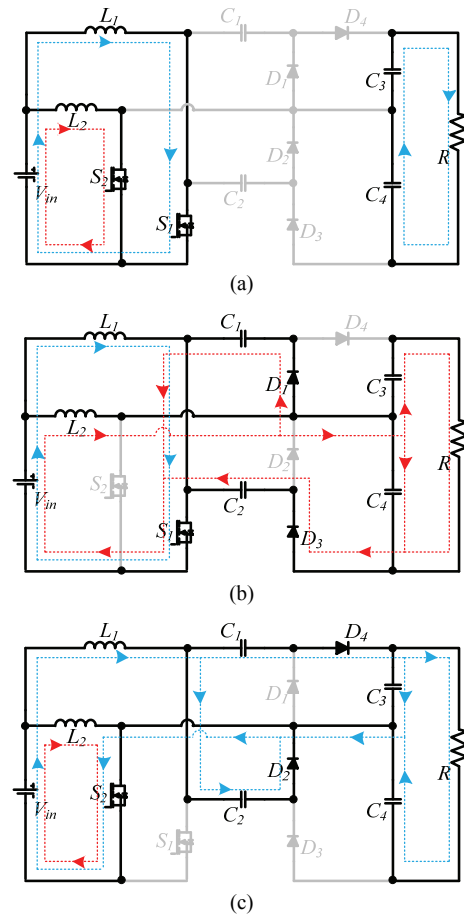 L1 C1 D4
D1 C3
L2
D2 R
Vin S2 C2 C4
S1 D3
(a)
L1 C1 D4
D1 C3
L2
D2 R
Vin S2 C2 C4
S1 D3
(b)
L1 C1 D4
D1 C3
L2
D2 R
Vin S2 C2 C4
S1 D3
(c)